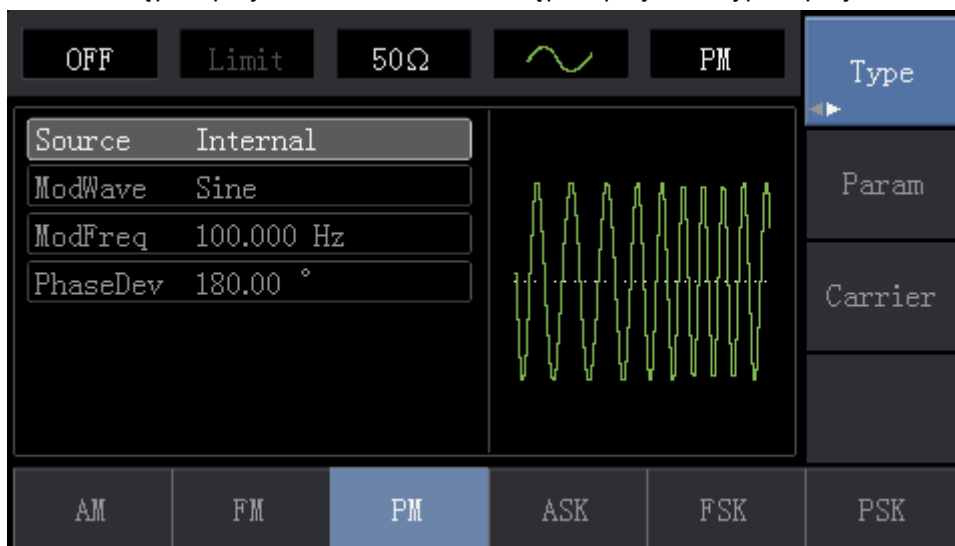 OFF Limit 50Ω PM Type
Source Internal
ModWave Sine
ModFreq 100.000 Hz
PhaseDev 180.00 °
Param
Carrier
AM FM PM ASK FSK PSK